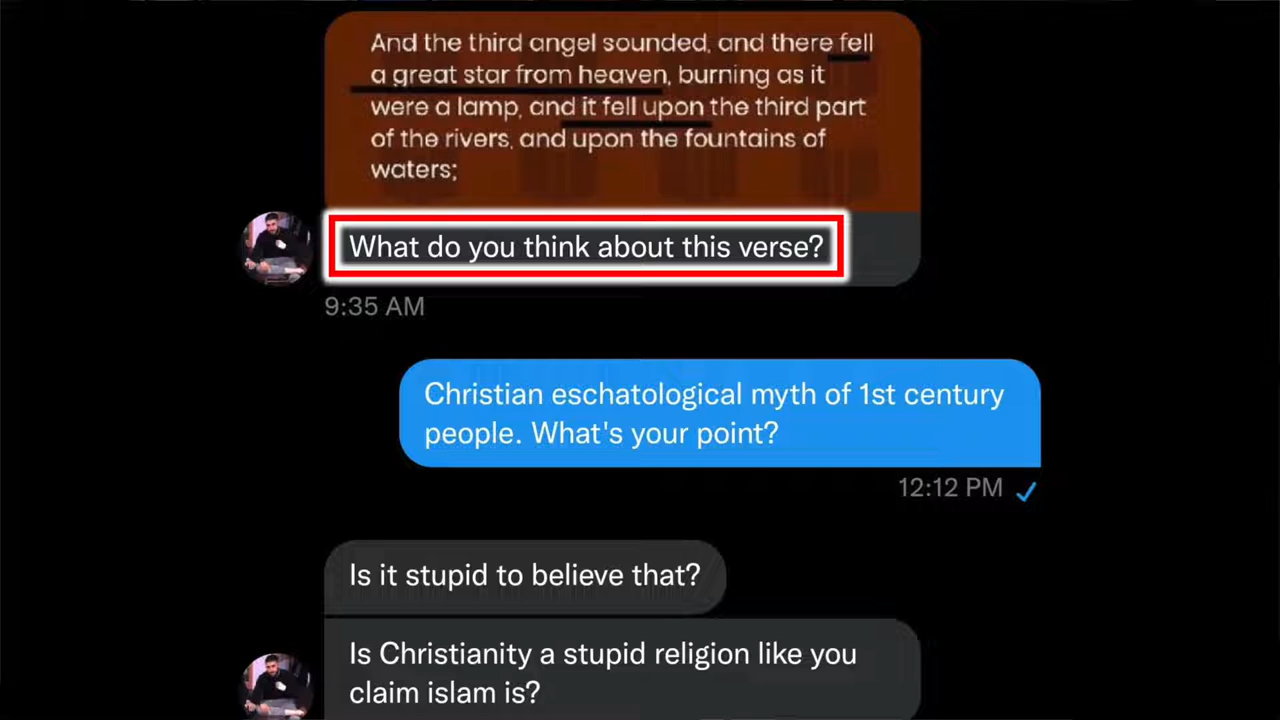 And the third angel sounded, and there fell
a great star from heaven, burning as it
were a lamp, and it fell upon the third part
of the rivers, and upon the fountains of
waters;
What do you think about this verse?
9:35 AM
Christian eschatological myth of 1st century
people. What's your point?
12:12 PM
Is it stupid to believe that?
Is Christianity a stupid religion like you
claim islam is?